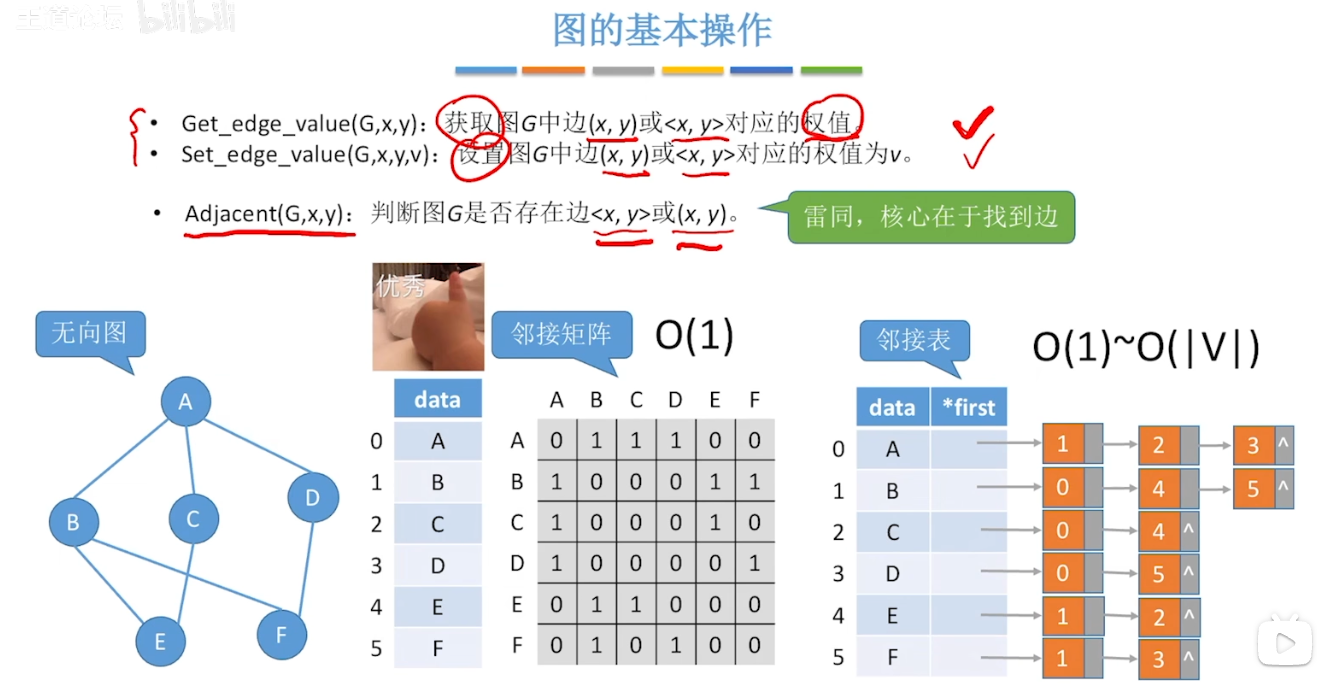 王道论坛 bilibili
图的基本操作
• Get_edge_value(G,x,y)：获取图G中边(x, y)或<x, y>对应的权值。
• Set_edge_value(G,x,y,v)：设置图G中边(x, y)或<x, y>对应的权值为v。
• Adjacent(G,x,y)：判断图G是否存在边<x, y>或(x, y)。
雷同，核心在于找到边
优秀
无向图
邻接矩阵
O(1)
邻接表
O(1)~O(|V|)
A
B
C
D
E
F
data
0 A
1 B
2 C
3 D
4 E
5 F
A B C D E F
A 0 1 1 1 0 0
B 1 0 0 0 1 1
C 1 0 0 0 1 0
D 1 0 0 0 0 1
E 0 1 1 0 0 0
F 0 1 0 1 0 0
data *first
0 A 1 2 3 ^
1 B 0 4 5 ^
2 C 0 4 ^
3 D 0 5 ^
4 E 1 2 ^
5 F 1 3 ^